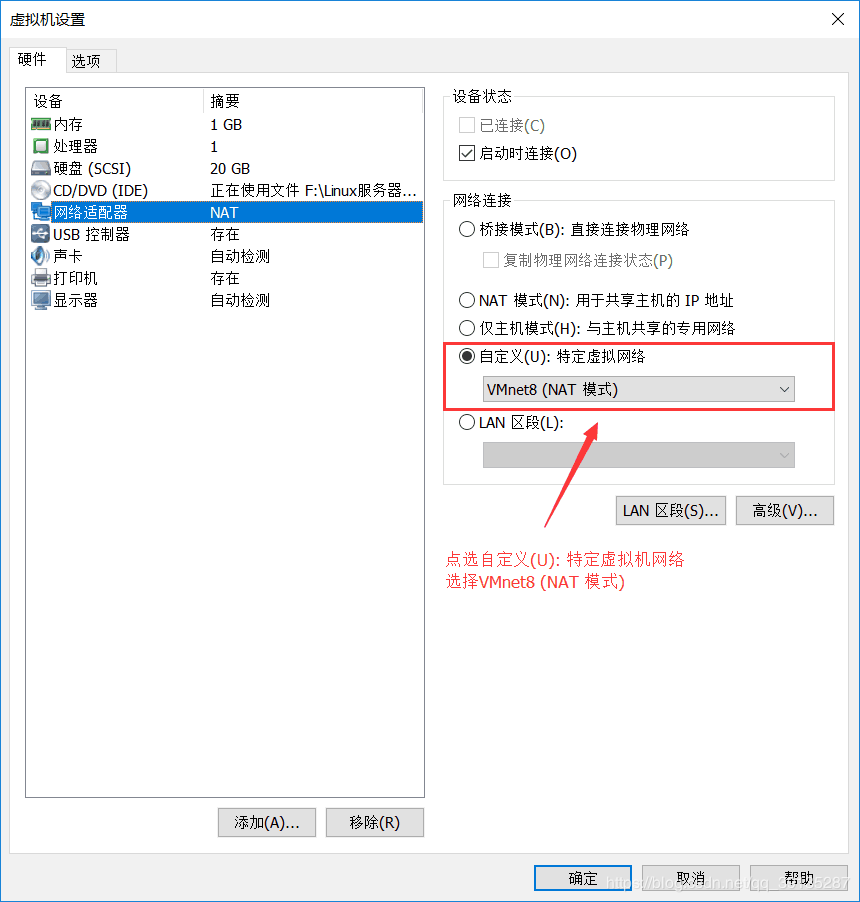 虚拟机设置
硬件 选项
设备 摘要
内存 1 GB
处理器 1
硬盘 (SCSI) 20 GB
CD/DVD (IDE) 正在使用文件 F:\Linux服务器...
网络适配器 NAT
USB 控制器 存在
声卡 自动检测
打印机 存在
显示器 自动检测
添加(A)... 移除(R)
设备状态
已连接(C)
启动时连接(O)
网络连接
桥接模式(B): 直接连接物理网络
复制物理网络连接状态(P)
NAT 模式(N): 用于共享主机的 IP 地址
仅主机模式(H): 与主机共享的专用网络
自定义(U): 特定虚拟网络
VMnet8 (NAT 模式)
LAN 区段(L):
LAN 区段(S)... 高级(V)...
点选自定义(U): 特定虚拟机网络
选择VMnet8 (NAT 模式)
确定 取消 帮助